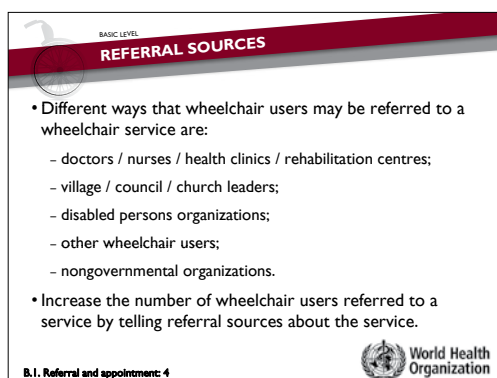 BASIC LEVEL
REFERRAL SOURCES
• Different ways that wheelchair users may be referred to a
wheelchair service are:
– doctors / nurses / health clinics / rehabilitation centres;
– village / council / church leaders;
– disabled persons organizations;
– other wheelchair users;
– nongovernmental organizations.
• Increase the number of wheelchair users referred to a
service by telling referral sources about the service.
World Health
Organization
B.1. Referral and appointment: 4